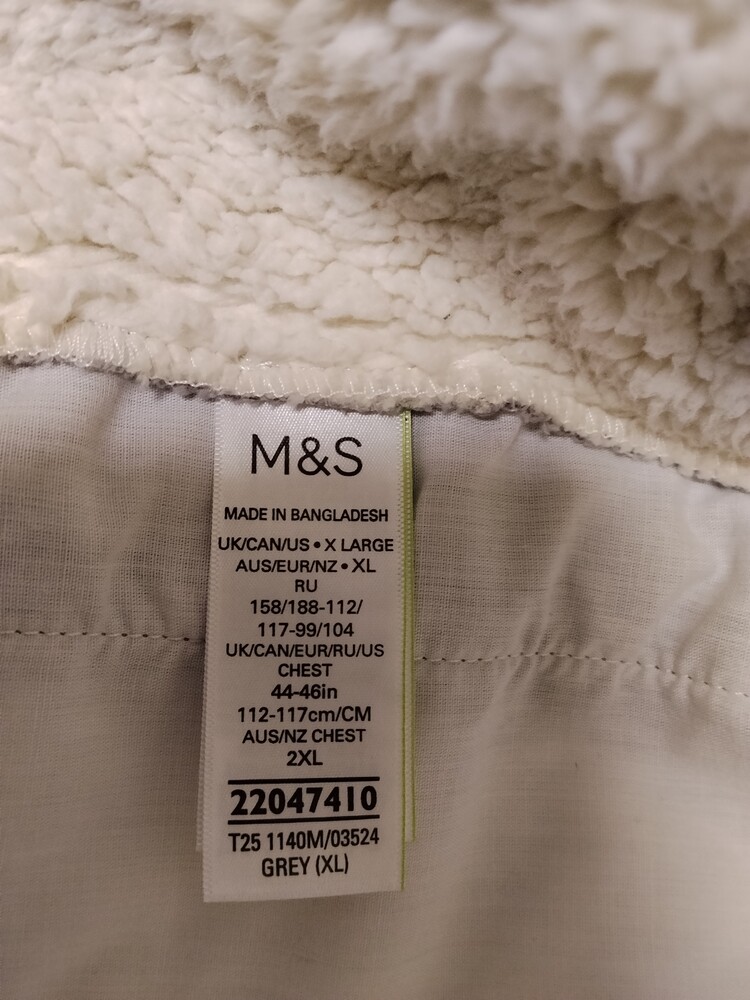 M&S
MADE IN BANGLADESH
UK/CAN/US • X LARGE
AUS/EUR/NZ • XL
RU
158/188-112/
117-99/104
UK/CAN/EUR/RU/US
CHEST
44-46in
112-117cm/CM
AUS/NZ CHEST
2XL
22047410
T25 1140M/03524
GREY (XL)